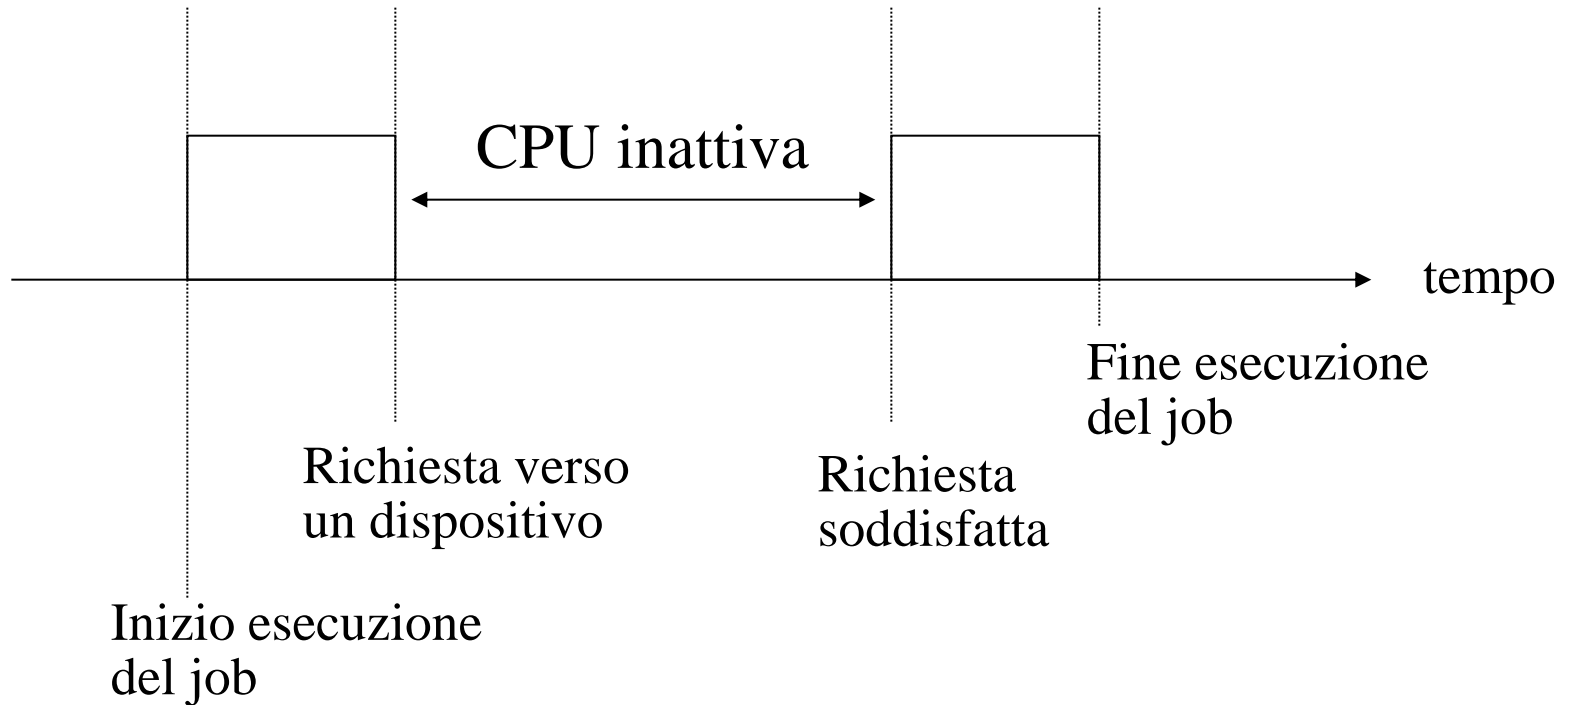 CPU inattiva
tempo
Fine esecuzione
del job
Richiesta verso
un dispositivo
Richiesta
soddisfatta
Inizio esecuzione
del job